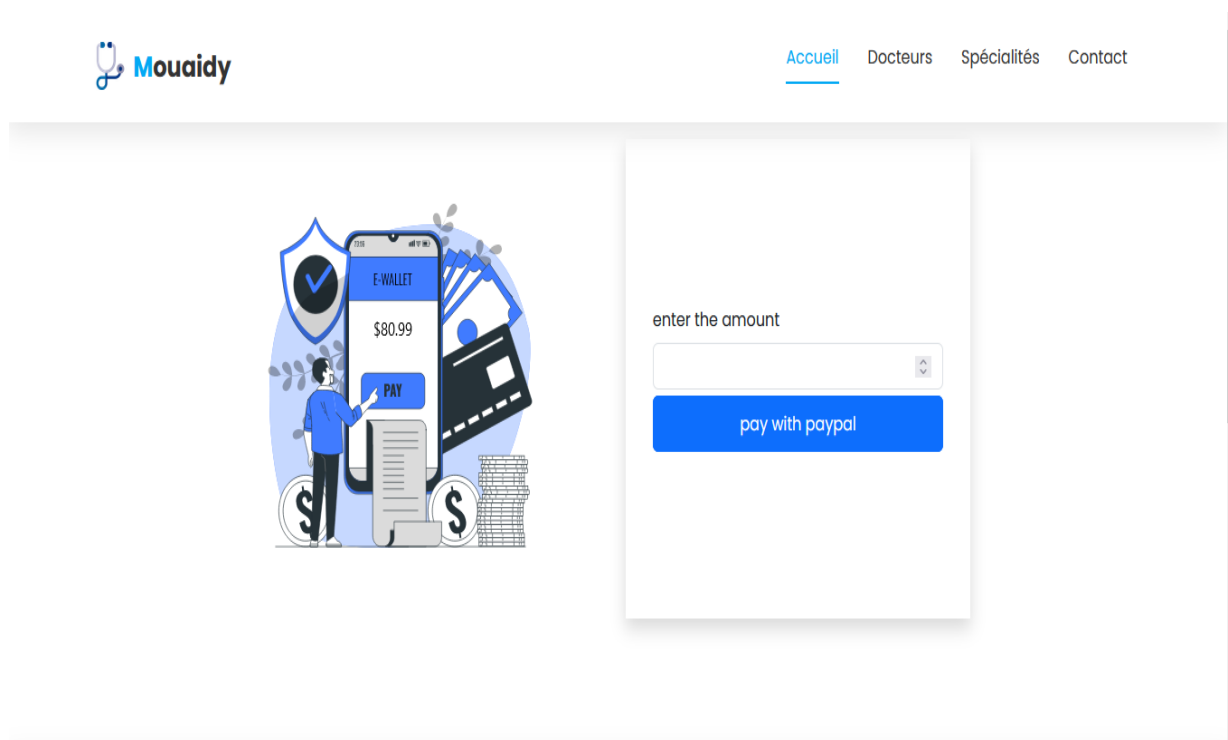 Mouaidy
Accueil Docteurs Spécialités Contact
E-WALLET
$80.99
PAY
$ $
enter the amount
pay with paypal